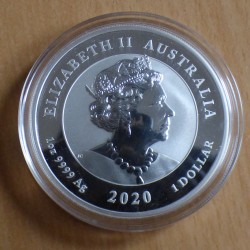 ELIZABETH II AUSTRALIA
1oz 9999 Ag
2020
1 DOLLAR